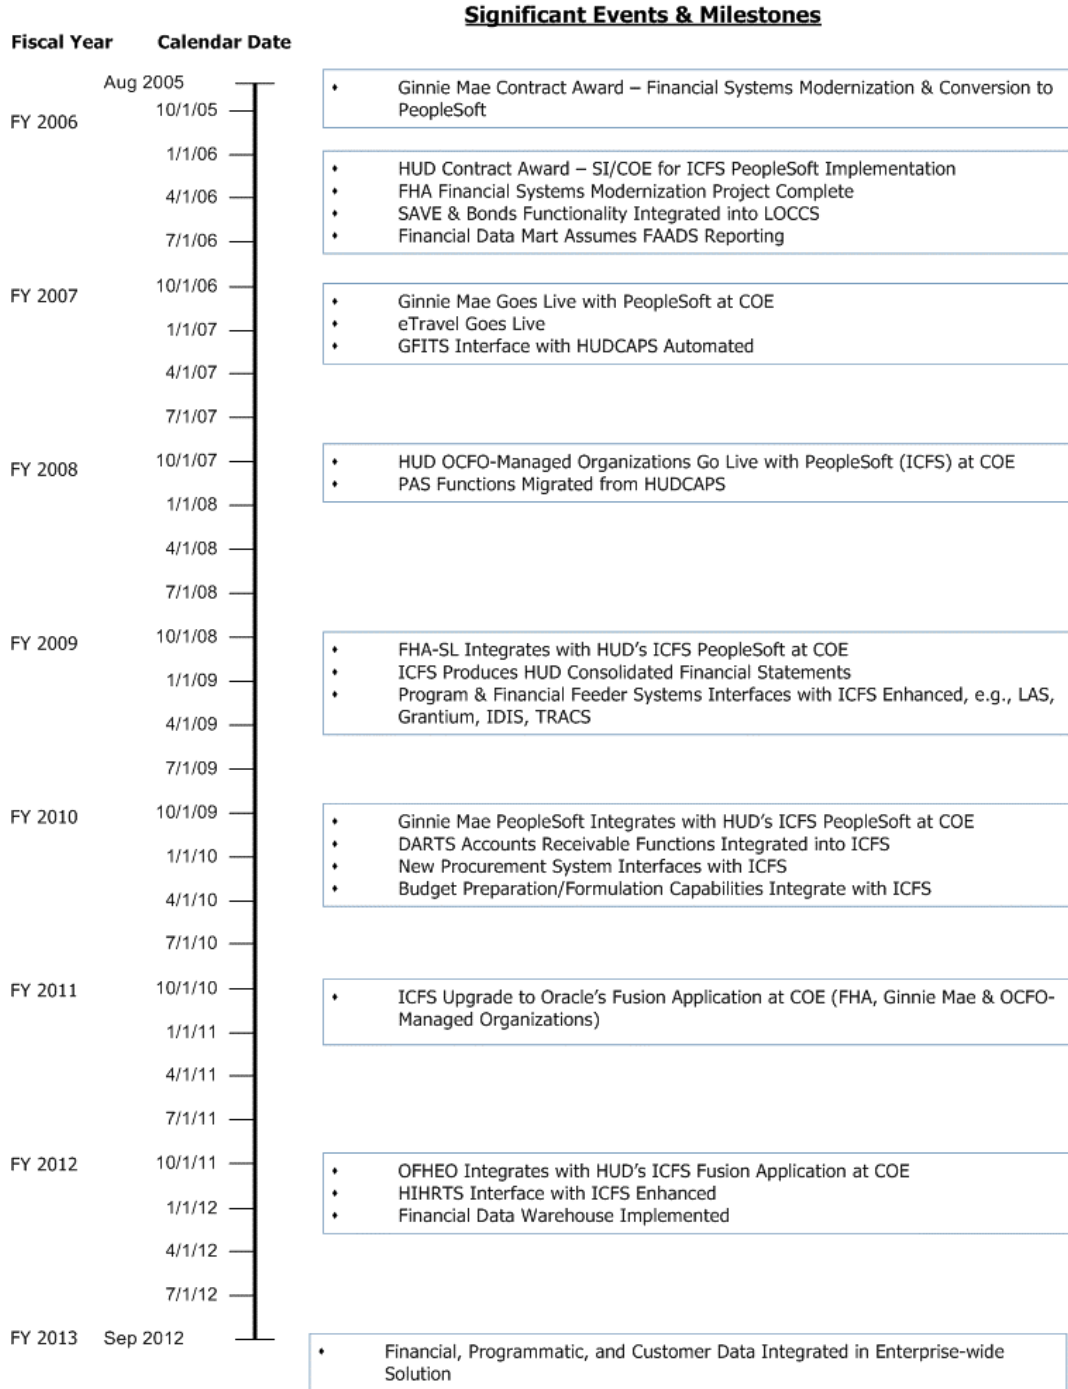 Significant Events & Milestones
Fiscal Year Calendar Date
Aug 2005
♦ Ginnie Mae Contract Award – Financial Systems Modernization & Conversion to
PeopleSoft
10/1/05
FY 2006
1/1/06
♦ HUD Contract Award – SI/COE for ICFS PeopleSoft Implementation
♦ FHA Financial Systems Modernization Project Complete
4/1/06
♦ SAVE & Bonds Functionality Integrated into LOCCS
♦ Financial Data Mart Assumes FAADS Reporting
7/1/06
10/1/06
FY 2007
♦ Ginnie Mae Goes Live with PeopleSoft at COE
♦ eTravel Goes Live
1/1/07
♦ GFITS Interface with HUDCAPS Automated
4/1/07
7/1/07
10/1/07
♦ HUD OCFO-Managed Organizations Go Live with PeopleSoft (ICFS) at COE
FY 2008
♦ PAS Functions Migrated from HUDCAPS
1/1/08
4/1/08
7/1/08
10/1/08
FY 2009
♦ FHA-SL Integrates with HUD’s ICFS PeopleSoft at COE
♦ ICFS Produces HUD Consolidated Financial Statements
1/1/09
♦ Program & Financial Feeder Systems Interfaces with ICFS Enhanced, e.g., LAS,
Grantium, IDIS, TRACS
4/1/09
7/1/09
10/1/09
FY 2010
♦ Ginnie Mae PeopleSoft Integrates with HUD’s ICFS PeopleSoft at COE
♦ DARTS Accounts Receivable Functions Integrated into ICFS
1/1/10
♦ New Procurement System Interfaces with ICFS
♦ Budget Preparation/Formulation Capabilities Integrate with ICFS
4/1/10
7/1/10
10/1/10
FY 2011
♦ ICFS Upgrade to Oracle’s Fusion Application at COE (FHA, Ginnie Mae & OCFO-
Managed Organizations)
1/1/11
4/1/11
7/1/11
10/1/11
FY 2012
♦ OFHEO Integrates with HUD’s ICFS Fusion Application at COE
♦ HIHRTS Interface with ICFS Enhanced
1/1/12
♦ Financial Data Warehouse Implemented
4/1/12
7/1/12
FY 2013 Sep 2012
♦ Financial, Programmatic, and Customer Data Integrated in Enterprise-wide
Solution